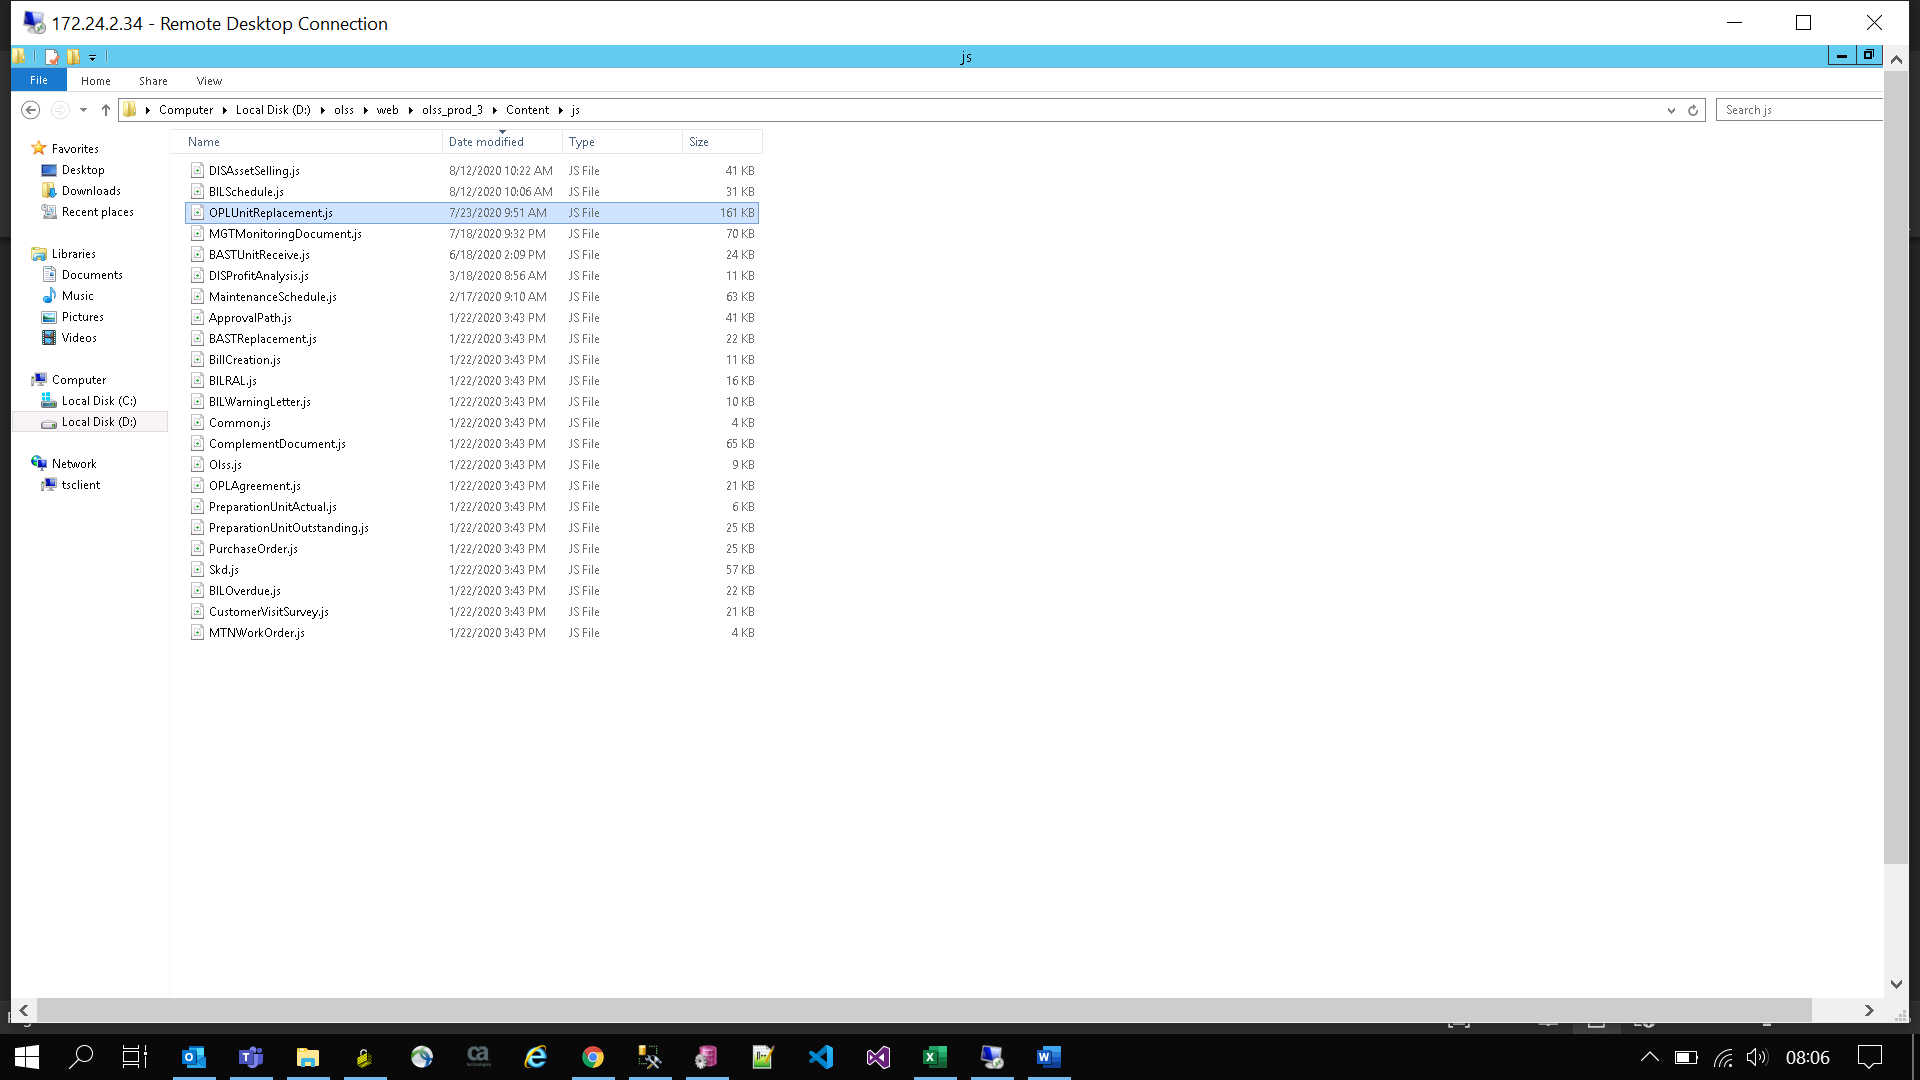 172.24.2.34 - Remote Desktop Connection
js
File Home Share View
Computer Local Disk (D:) olss web olss_prod_3 Content js
Search js
Favorites
Desktop
Downloads
Recent places
Libraries
Documents
Music
Pictures
Videos
Computer
Local Disk (C:)
Local Disk (D:)
Network
tsclient
Name Date modified Type Size
DISAssetSelling.js 8/12/2020 10:22 AM JS File 41 KB
BILSchedule.js 8/12/2020 10:06 AM JS File 31 KB
OPLUnitReplacement.js 7/23/2020 9:51 AM JS File 161 KB
MGTMonitoringDocument.js 7/18/2020 9:32 PM JS File 70 KB
BASTUnitReceive.js 6/18/2020 2:09 PM JS File 24 KB
DISProfitAnalysis.js 3/18/2020 8:56 AM JS File 11 KB
MaintenanceSchedule.js 2/17/2020 9:10 AM JS File 63 KB
ApprovalPath.js 1/22/2020 3:43 PM JS File 41 KB
BASTReplacement.js 1/22/2020 3:43 PM JS File 22 KB
BillCreation.js 1/22/2020 3:43 PM JS File 11 KB
BILRAL.js 1/22/2020 3:43 PM JS File 16 KB
BILWarningLetter.js 1/22/2020 3:43 PM JS File 10 KB
Common.js 1/22/2020 3:43 PM JS File 4 KB
ComplementDocument.js 1/22/2020 3:43 PM JS File 65 KB
Olss.js 1/22/2020 3:43 PM JS File 9 KB
OPLAgreement.js 1/22/2020 3:43 PM JS File 21 KB
PreparationUnitActual.js 1/22/2020 3:43 PM JS File 6 KB
PreparationUnitOutstanding.js 1/22/2020 3:43 PM JS File 25 KB
PurchaseOrder.js 1/22/2020 3:43 PM JS File 25 KB
Skd.js 1/22/2020 3:43 PM JS File 57 KB
BILOverdue.js 1/22/2020 3:43 PM JS File 22 KB
CustomerVisitSurvey.js 1/22/2020 3:43 PM JS File 21 KB
MTNWorkOrder.js 1/22/2020 3:43 PM JS File 4 KB
ca
08:06